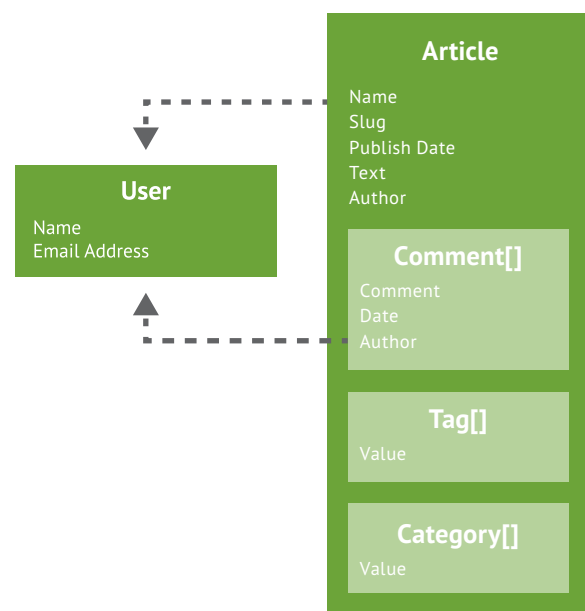 User
Name
Email Address
Article
Name
Slug
Publish Date
Text
Author
Comment[]
Comment
Date
Author
Tag[]
Value
Category[]
Value